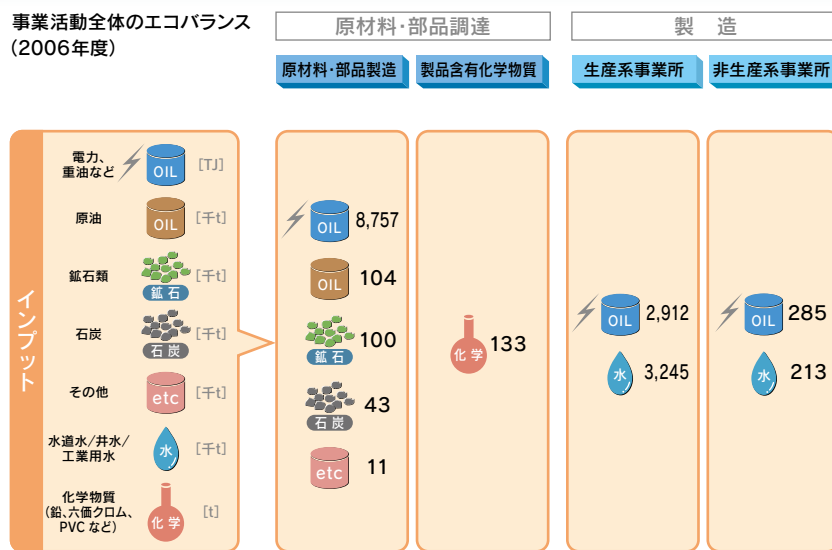 事業活動全体のエコバランス
(2006年度)
原材料・部品調達
製 造
原材料・部品製造
製品含有化学物質
生産系事業所
非生産系事業所
インプット
電力、
重油など
OIL
[TJ]
原油
OIL
[千t]
鉱石類
鉱石
[千t]
石炭
石炭
[千t]
その他
etc
[千t]
水道水/井水/
工業用水
水
[千t]
化学物質
(鉛、六価クロム、
PVC など)
化学
[t]
OIL 8,757
OIL 104
鉱石 100
石炭 43
etc 11
化学 133
OIL 2,912
水 3,245
OIL 285
水 213